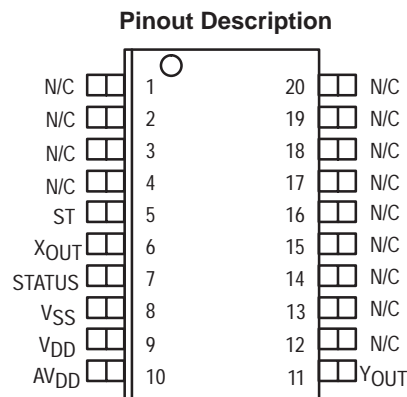 Pinout Description
N/C 1 20 N/C
N/C 2 19 N/C
N/C 3 18 N/C
N/C 4 17 N/C
ST 5 16 N/C
XOUT 6 15 N/C
STATUS 7 14 N/C
VSS 8 13 N/C
VDD 9 12 N/C
AVDD 10 11 YOUT